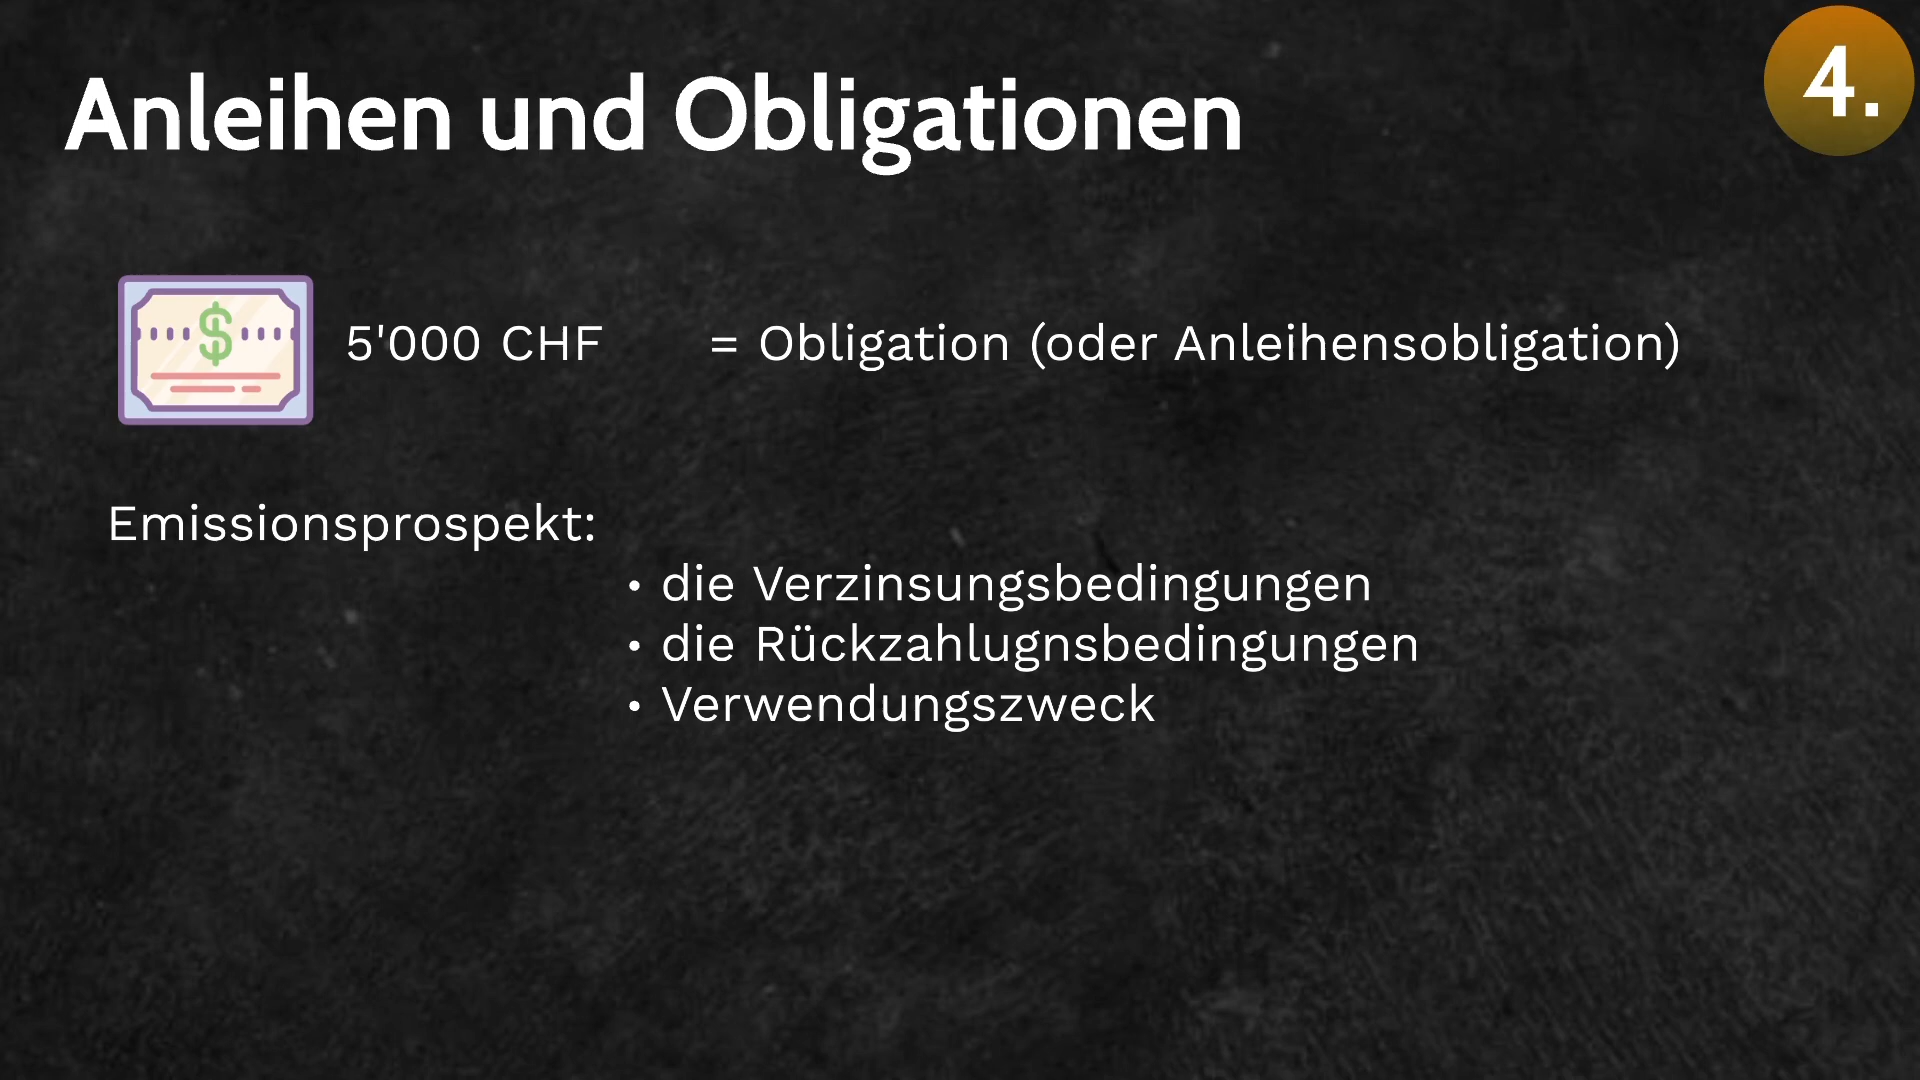 4.
Anleihen und Obligationen
$
5'000 CHF = Obligation (oder Anleihensobligation)
Emissionsprospekt:
• die Verzinsungsbedingungen
• die Rückzahlugnsbedingungen
• Verwendungszweck